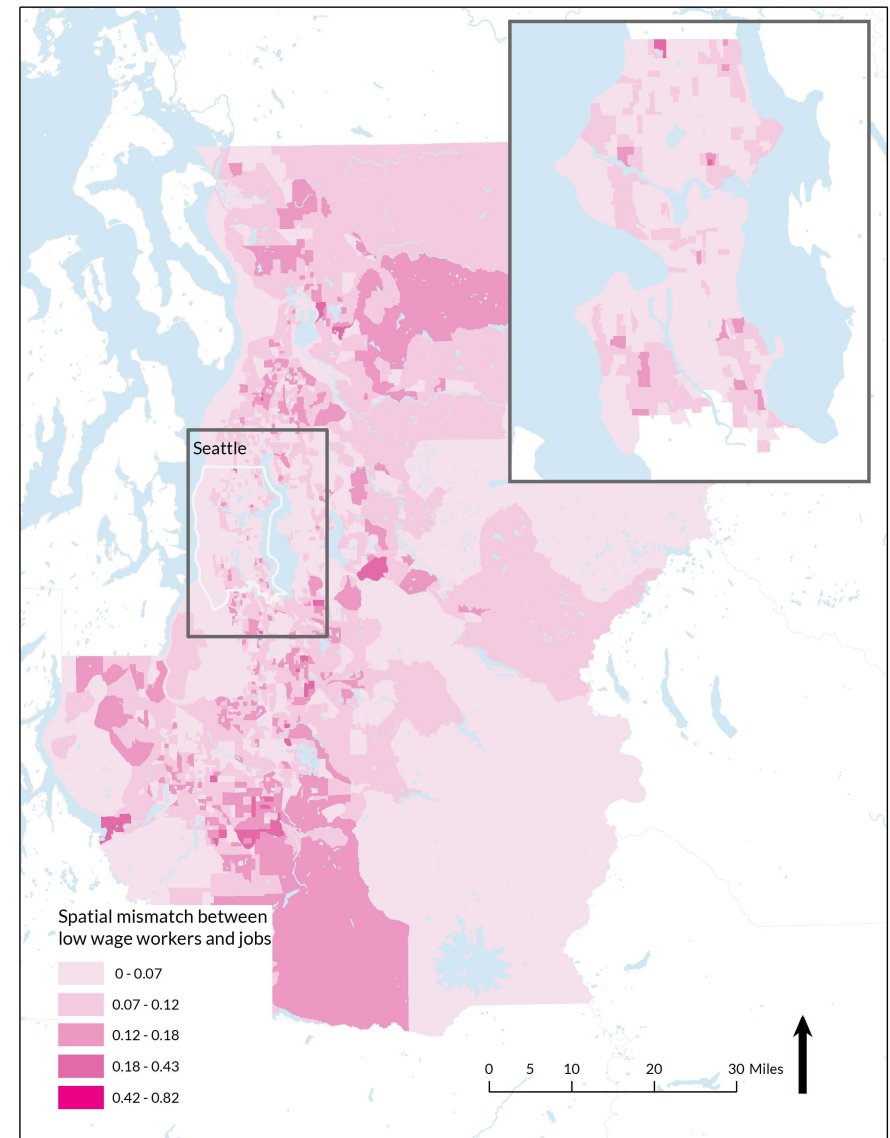 Seattle
Spatial mismatch between
low wage workers and jobs
0 - 0.07
0.07 - 0.12
0.12 - 0.18
0.18 - 0.43
0.42 - 0.82
0 5 10 20 30 Miles